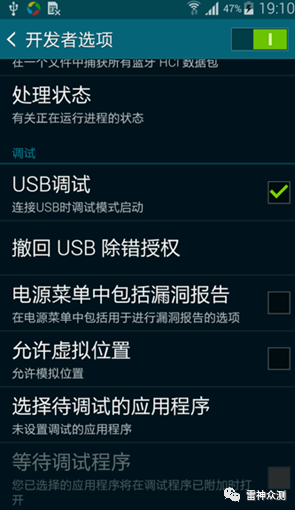 47% 19:10
开发者选项
在一个文件中捕获所有蓝牙 HCI 数据包
处理状态
有关正在运行进程的状态
调试
USB调试
连接USB时调试模式启动
撤回 USB 除错授权
电源菜单中包括漏洞报告
在电源菜单中包括用于进行漏洞报告的选项
允许虚拟位置
允许模拟位置
选择待调试的应用程序
未设置调试的应用程序
等待调试程序
您已选择的应用程序将在调试程序已附加时打
开
雷神众测